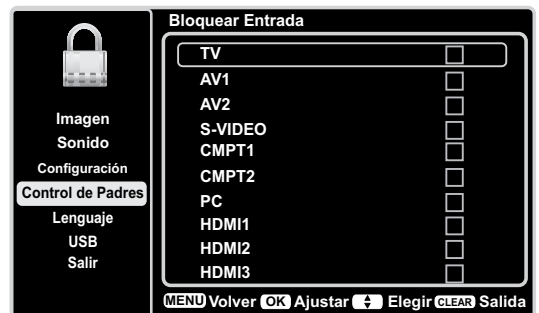 Bloquear Entrada
TV
AV1
AV2
S-VIDEO
CMPT1
CMPT2
PC
HDMI1
HDMI2
HDMI3
Imagen
Sonido
Configuración
Control de Padres
Lenguaje
USB
Salir
MENU Volver OK Ajustar Elegir CLEAR Salida